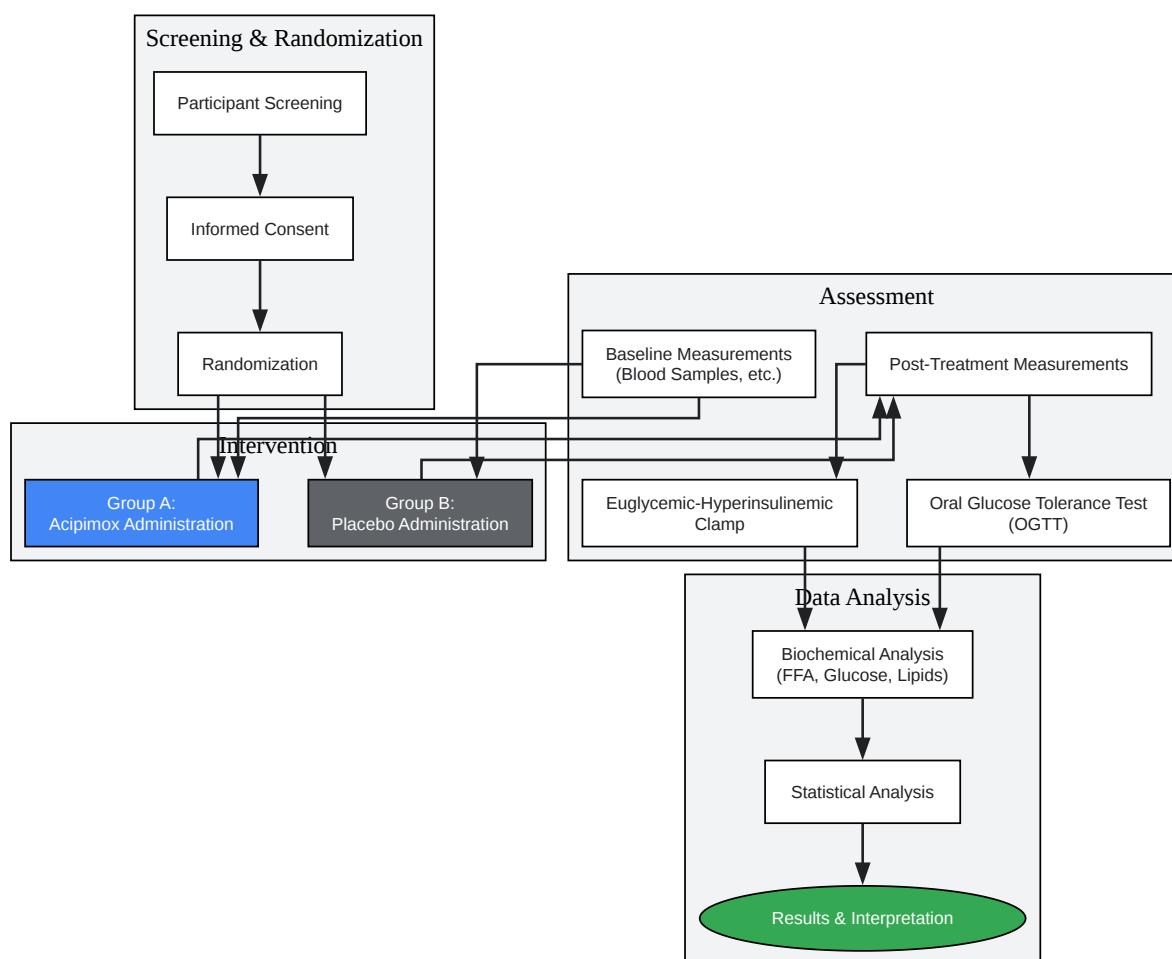 Screening & Randomization
Participant Screening
Informed Consent
Randomization
Assessment
Baseline Measurements
(Blood Samples, etc.)
Post-Treatment Measurements
Intervention
Group A:
Acipimox Administration
Group B:
Placebo Administration
Euglycemic-Hyperinsulinemic
Clamp
Oral Glucose Tolerance Test
(OGTT)
Data Analysis
Biochemical Analysis
(FFA, Glucose, Lipids)
Statistical Analysis
Results & Interpretation